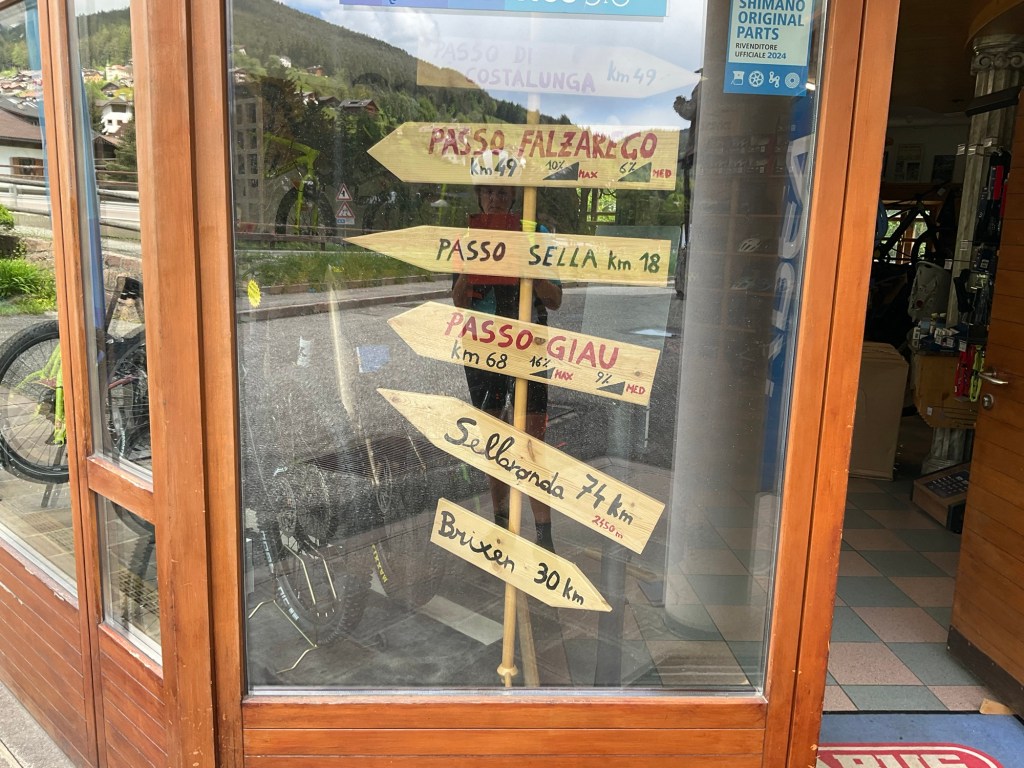 SHIMANO
ORIGINAL
PARTS
RIVENDITORE
UFFICIALE 2024
PASSO DI
COSTALUNGA km 49
PASSO FALZAREGO
km 49 10% MAX 6% MED
PASSO SELLA km 18
PASSO GIAU
km 68 16% MAX 9% MED
Sellaronda 74 km
2450 m
Brixen 30 km